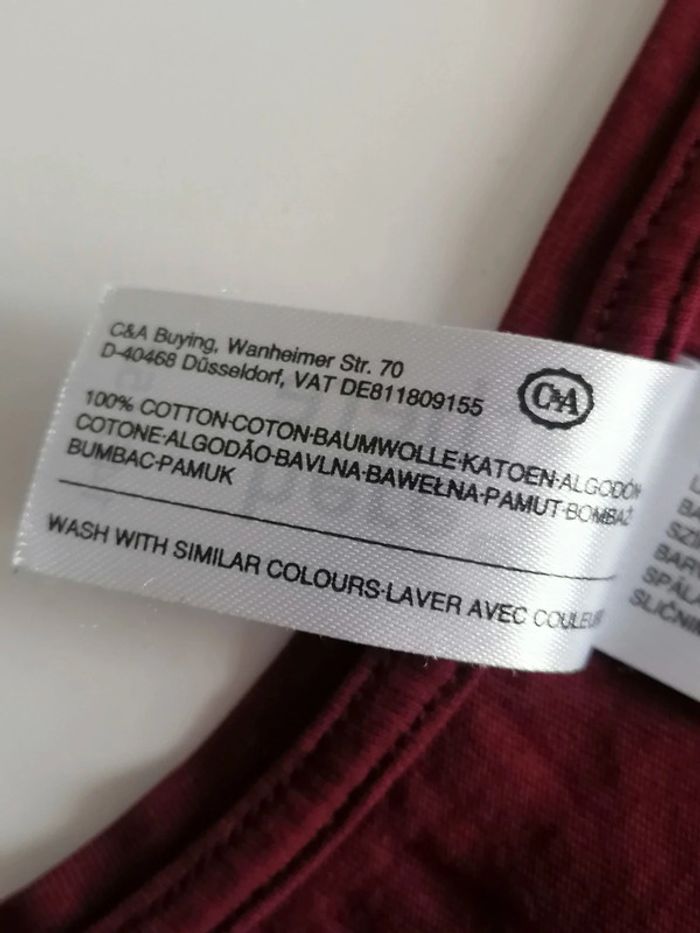 C&A Buying, Wanheimer Str. 70
D-40468 Düsseldorf, VAT DE811809155
C&A
100% COTTON·COTON·BAUMWOLLE·KATOEN·ALGODÓN
COTONE·ALGODÃO·BAVLNA·BAWEŁNA·PAMUT·BOMBAŽ
BUMBAC·PAMUK
WASH WITH SIMILAR COLOURS·LAVER AVEC